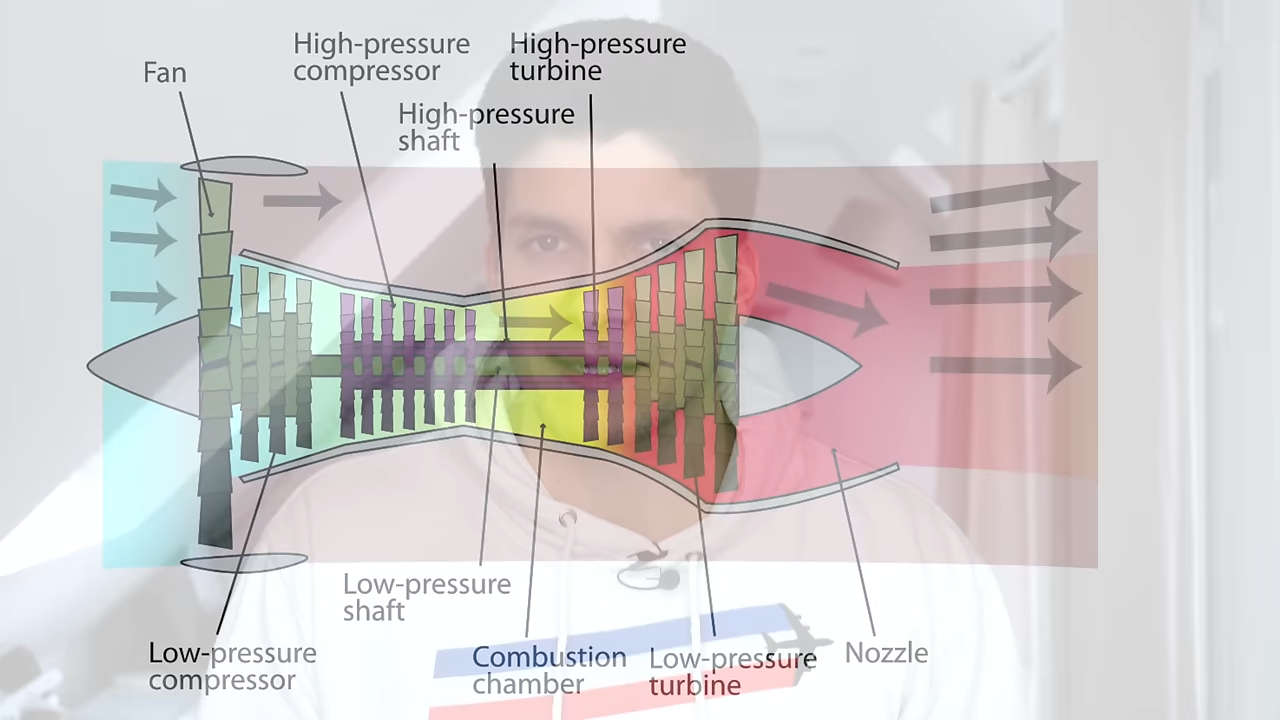 Fan
High-pressure
compressor
High-pressure
turbine
High-pressure
shaft
Low-pressure
shaft
Low-pressure
compressor
Combustion
chamber
Low-pressure
turbine
Nozzle